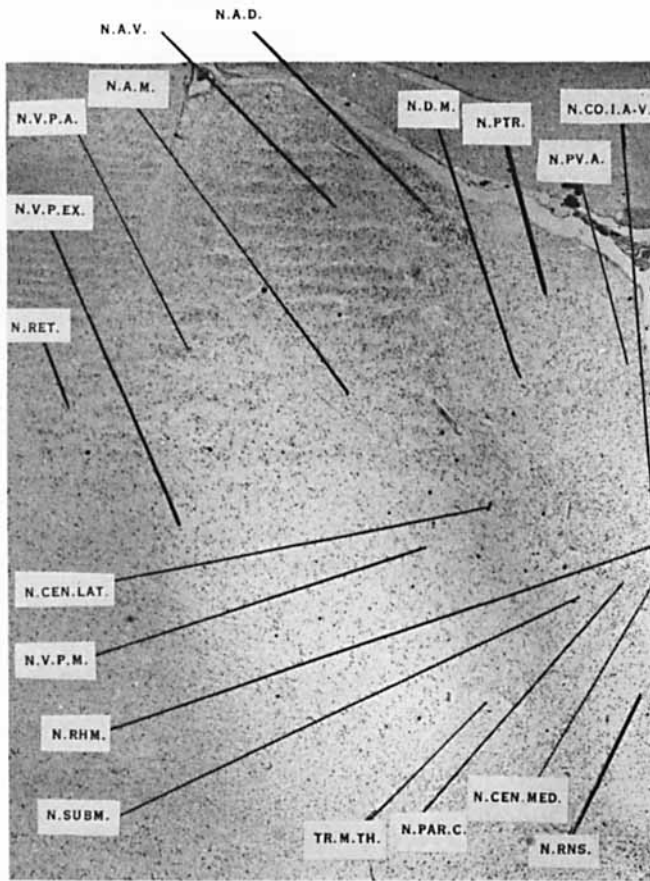 N.A.D.
N.A.V.
N.A.M.
N.D.M.
N.CO.I.A-V.
N.V.P.A.
N.PTR.
N.PV.A.
N.V.P.EX.
N.RET.
N.CEN.LAT.
N.V.P.M.
N.RHM.
N.CEN.MED.
N.SUBM.
TR.M.TH.
N.PAR.C.
N.RNS.